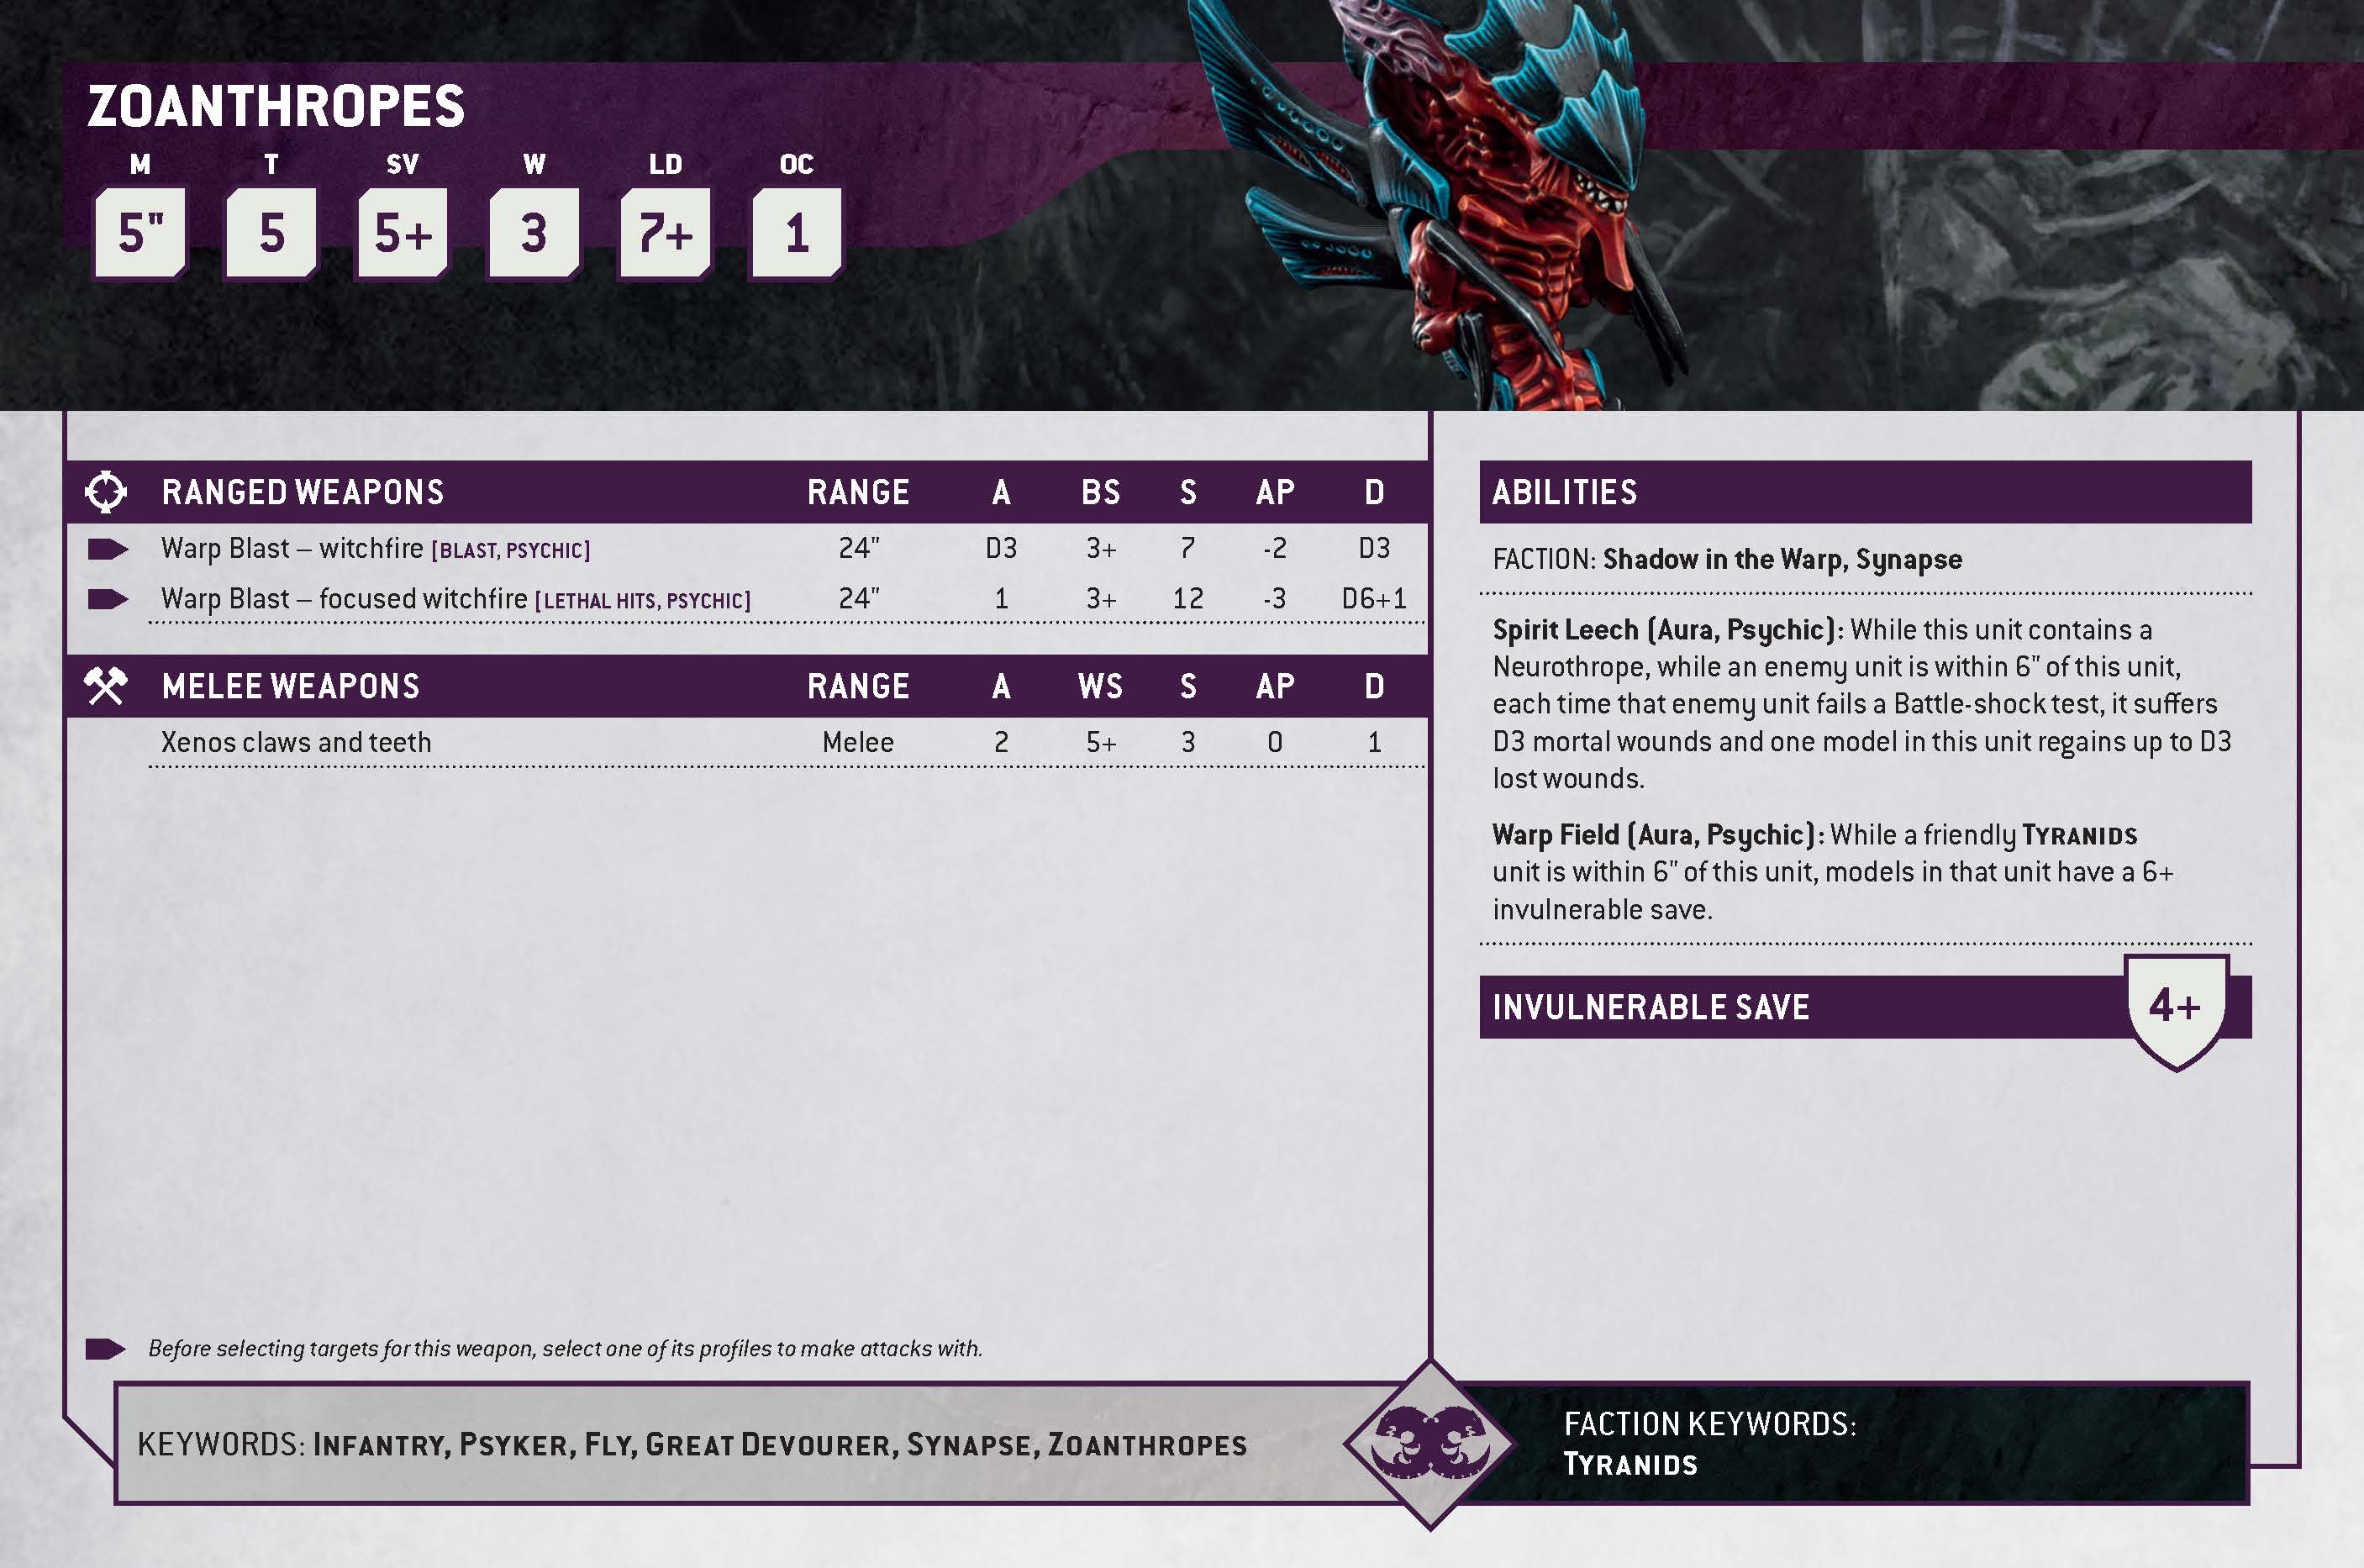 ZOANTHROPES
M T SV W LD OC
5" 5 5+ 3 7+ 1
RANGED WEAPONS RANGE A BS S AP D
Warp Blast – witchfire [BLAST, PSYCHIC] 24" D3 3+ 7 -2 D3
Warp Blast – focused witchfire [LETHAL HITS, PSYCHIC] 24" 1 3+ 12 -3 D6+1
MELEE WEAPONS RANGE A WS S AP D
Xenos claws and teeth Melee 2 5+ 3 0 1
Before selecting targets for this weapon, select one of its profiles to make attacks with.
ABILITIES
FACTION: Shadow in the Warp, Synapse
Spirit Leech (Aura, Psychic): While this unit contains a
Neurothrope, while an enemy unit is within 6" of this unit,
each time that enemy unit fails a Battle-shock test, it suffers
D3 mortal wounds and one model in this unit regains up to D3
lost wounds.
Warp Field (Aura, Psychic): While a friendly TYRANIDS
unit is within 6" of this unit, models in that unit have a 6+
invulnerable save.
INVULNERABLE SAVE 4+
KEYWORDS: INFANTRY, PSYKER, FLY, GREAT DEVOURER, SYNAPSE, ZOANTHROPES
FACTION KEYWORDS:
TYRANIDS